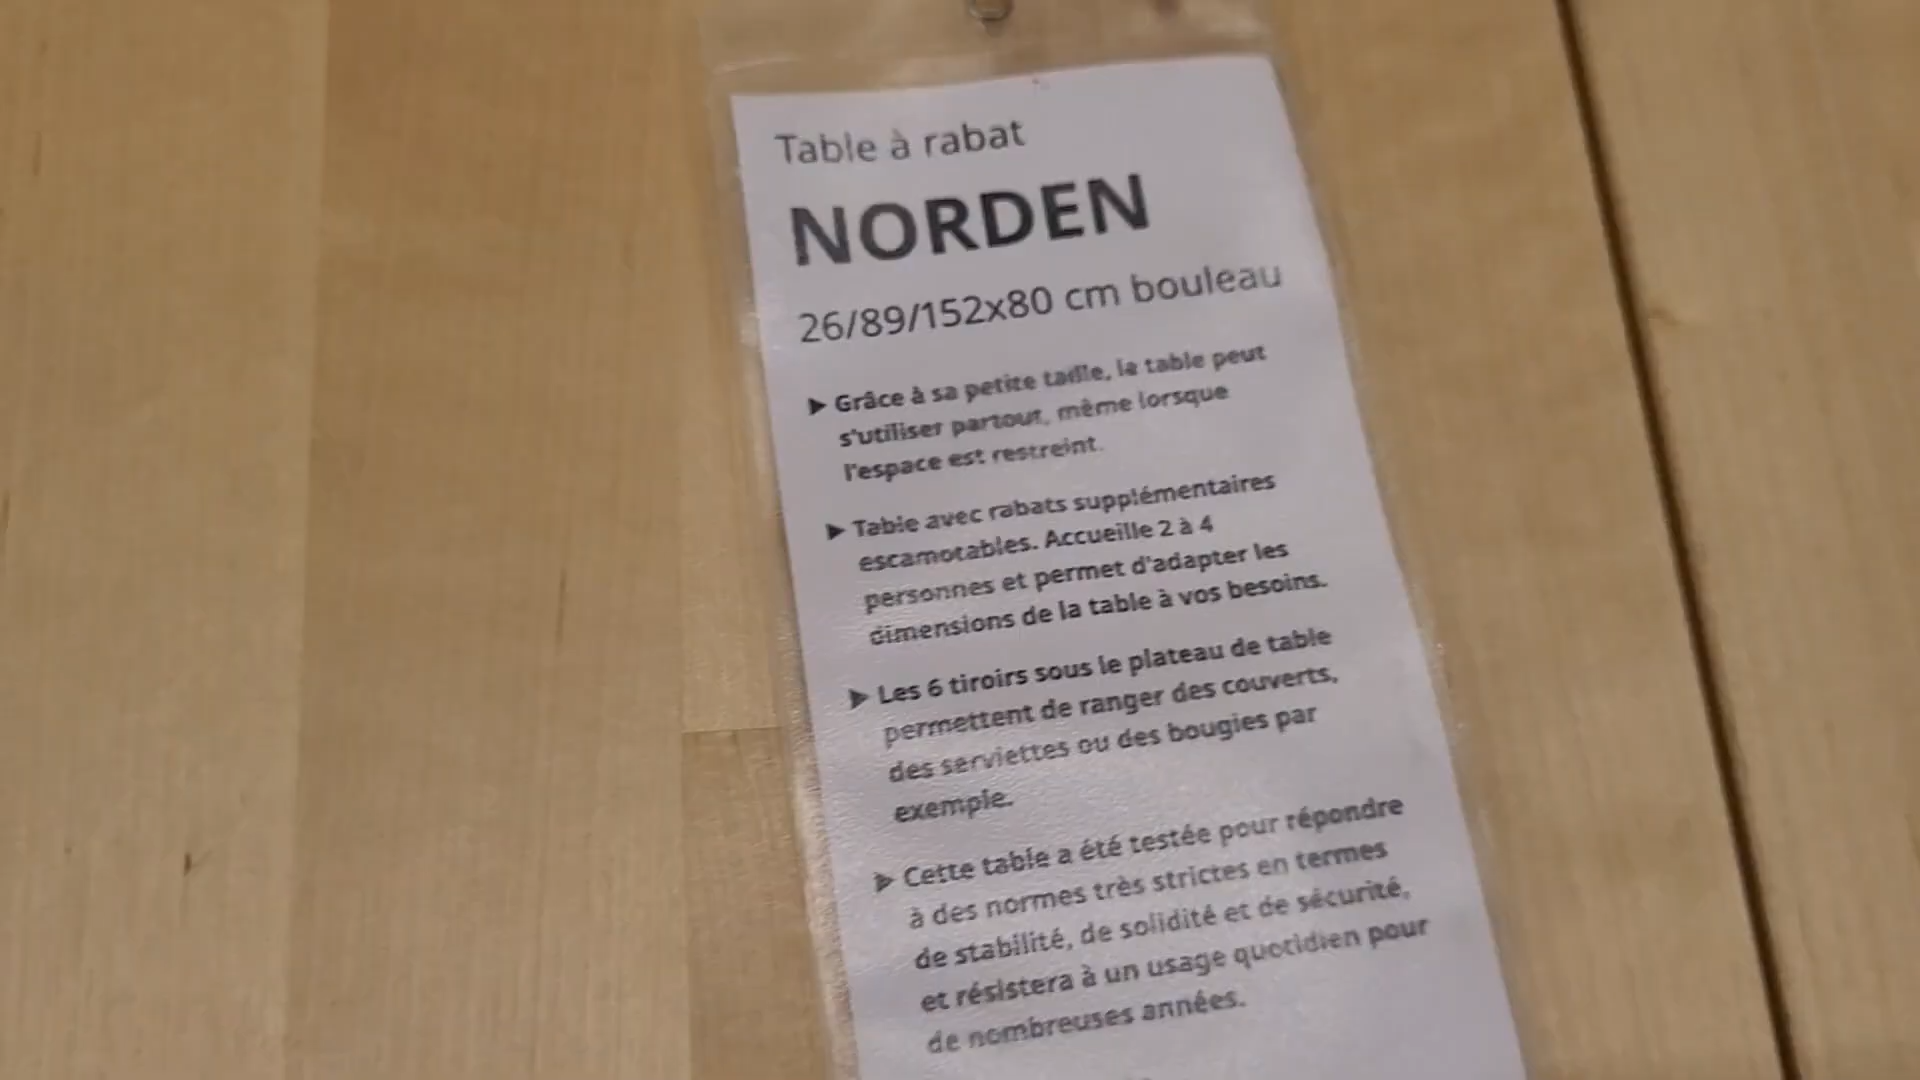 Table à rabat
NORDEN
26/89/152x80 cm bouleau
▶ Grâce à sa petite taille, la table peut
s'utiliser partout, même lorsque
l'espace est restreint.
▶ Table avec rabats supplémentaires
escamotables. Accueille 2 à 4
personnes et permet d'adapter les
dimensions de la table à vos besoins.
▶ Les 6 tiroirs sous le plateau de table
permettent de ranger des couverts,
des serviettes ou des bougies par
exemple.
▶ Cette table a été testée pour répondre
à des normes très strictes en termes
de stabilité, de solidité et de sécurité,
et résistera à un usage quotidien pour
de nombreuses années.